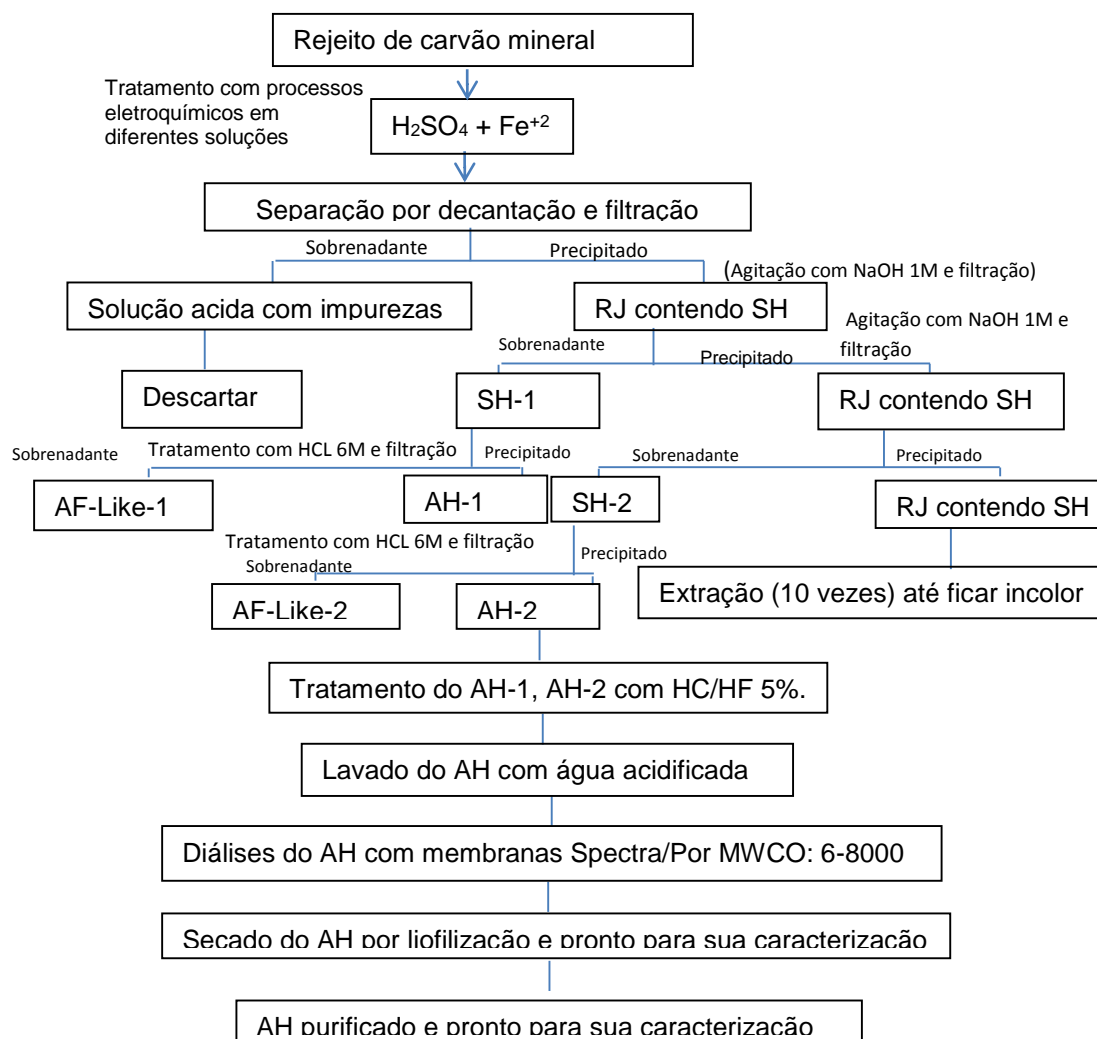 Rejeito de carvão mineral
Tratamento com processos
eletroquímicos em
diferentes soluções
H₂SO₄ + Fe⁺²
Separação por decantação e filtração
Sobrenadante
Precipitado
(Agitação com NaOH 1M e filtração)
Solução acida com impurezas
RJ contendo SH
Agitação com NaOH 1M e
filtração
Sobrenadante
Precipitado
Descartar
SH-1
RJ contendo SH
Sobrenadante
Tratamento com HCL 6M e filtração
Precipitado
Sobrenadante
Precipitado
AF-Like-1
AH-1
SH-2
RJ contendo SH
Tratamento com HCL 6M e filtração
Sobrenadante
Precipitado
AF-Like-2
AH-2
Extração (10 vezes) até ficar incolor
Tratamento do AH-1, AH-2 com HC/HF 5%.
Lavado do AH com água acidificada
Diálises do AH com membranas Spectra/Por MWCO: 6-8000
Secado do AH por liofilização e pronto para sua caracterização
AH purificado e pronto para sua caracterização